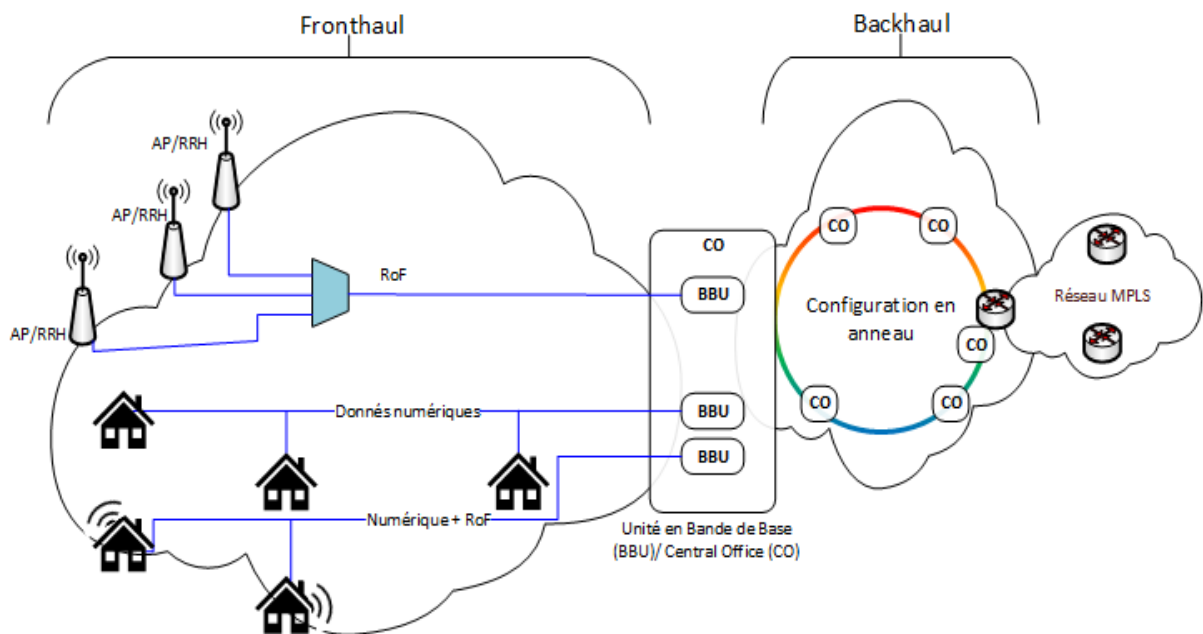 Fronthaul
Backhaul
AP/RRH
AP/RRH
AP/RRH
RoF
CO
BBU
BBU
BBU
Donnés numériques
Numérique + RoF
Unité en Bande de Base
(BBU)/ Central Office (CO)
CO
CO
Configuration en
anneau
CO
CO
CO
Réseau MPLS